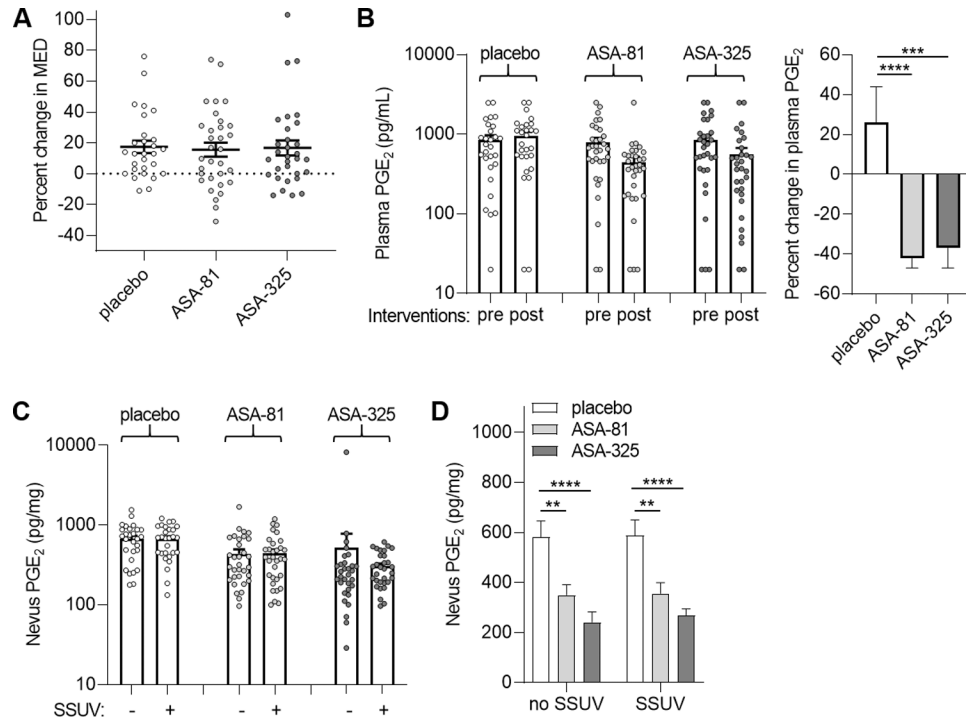 A
Percent change in MED
100
80
60
40
20
0
-20
-40
placebo
ASA-81
ASA-325
B
Plasma PGE₂ (pg/mL)
10000
1000
100
10
placebo
ASA-81
ASA-325
Interventions: pre post pre post pre post
Percent change in plasma PGE₂
60
40
20
0
-20
-40
-60
***
****
placebo
ASA-81
ASA-325
C
Nevus PGE₂ (pg/mg)
10000
1000
100
10
placebo
ASA-81
ASA-325
SSUV: - + - + - +
D
placebo
ASA-81
ASA-325
Nevus PGE₂ (pg/mg)
1000
800
600
400
200
0
****
**
****
**
no SSUV
SSUV